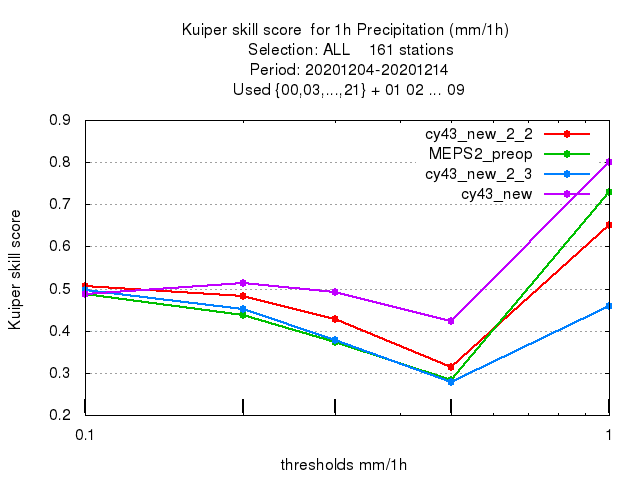 Kuiper skill score  for 1h Precipitation (mm/1h)
Selection: ALL    161 stations
Period: 20201204-20201214
Used {00,03,...,21} + 01 02 ... 09
0.9
0.8
0.7
0.6
0.5
0.4
0.3
0.2
Kuiper skill score
cy43_new_2_2
MEPS2_preop
cy43_new_2_3
cy43_new
0.1
1
thresholds mm/1h